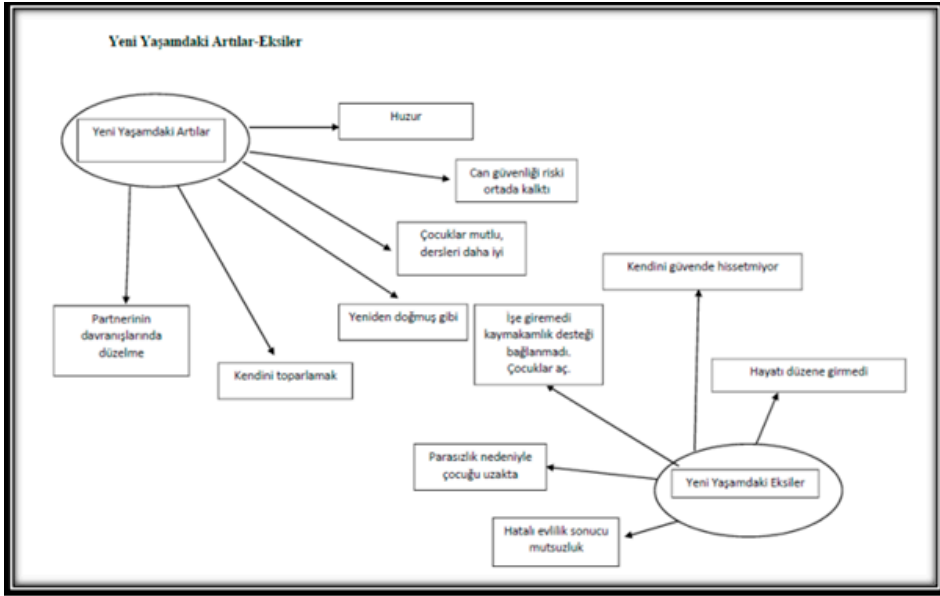 Yeni Yaşamdaki Artılar-Eksiler
Yeni Yaşamdaki Artılar
Huzur
Can güvenliği riski
ortada kalktı
Çocuklar mutlu,
dersleri daha iyi
Yeniden doğmuş gibi
Kendini toparlamak
Partnerinin
davranışlarında
düzelme
Kendini güvende hissetmiyor
İşe giremedi
kaymakamlık desteği
bağlanmadı.
Çocuklar aç.
Hayatı düzene girmedi
Parasızlık nedeniyle
çocuğu uzakta
Yeni Yaşamdaki Eksiler
Hatalı evlilik sonucu
mutsuzluk